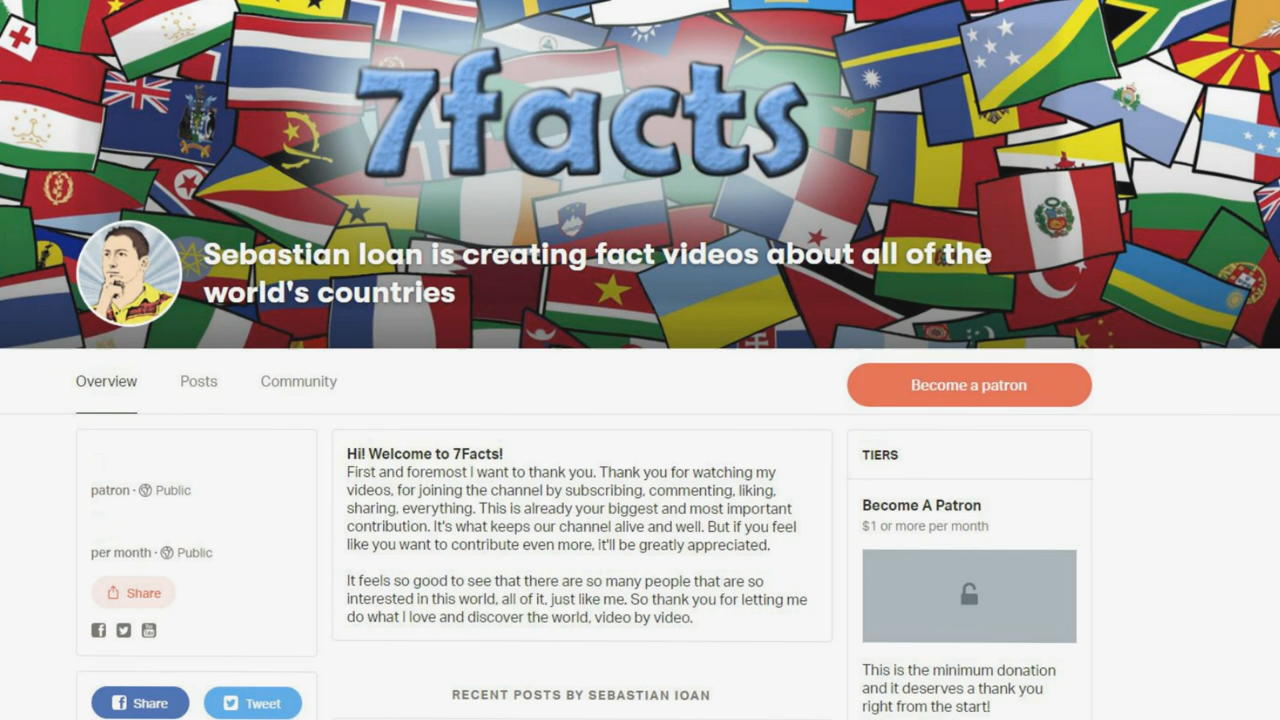 7facts
Sebastian Ioan is creating fact videos about all of the
world's countries
Overview
Posts
Community
Become a patron
patron · Public
per month · Public
Share
Share
Tweet
Hi! Welcome to 7Facts!
First and foremost I want to thank you. Thank you for watching my
videos, for joining the channel by subscribing, commenting, liking,
sharing, everything. This is already your biggest and most important
contribution. It's what keeps our channel alive and well. But if you feel
like you want to contribute even more, it'll be greatly appreciated.
It feels so good to see that there are so many people that are so
interested in this world, all of it, just like me. So thank you for letting me
do what I love and discover the world, video by video.
RECENT POSTS BY SEBASTIAN IOAN
TIERS
Become A Patron
$1 or more per month
This is the minimum donation
and it deserves a thank you
right from the start!